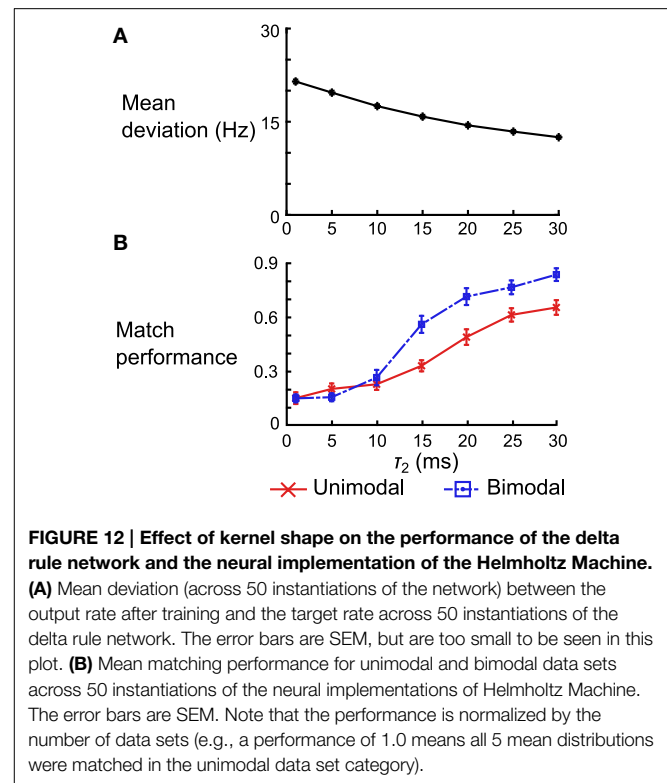 A
30
Mean
deviation (Hz)
15
0
0 5 10 15 20 25 30
B
0.9
Match
performance
0.6
0.3
0
0 5 10 15 20 25 30
τ2 (ms)
Unimodal Bimodal
FIGURE 12 | Effect of kernel shape on the performance of the delta
rule network and the neural implementation of the Helmholtz Machine.
(A) Mean deviation (across 50 instantiations of the network) between the
output rate after training and the target rate across 50 instantiations of the
delta rule network. The error bars are SEM, but are too small to be seen in this
plot. (B) Mean matching performance for unimodal and bimodal data sets
across 50 instantiations of the neural implementations of Helmholtz Machine.
The error bars are SEM. Note that the performance is normalized by the
number of data sets (e.g., a performance of 1.0 means all 5 mean distributions
were matched in the unimodal data set category).